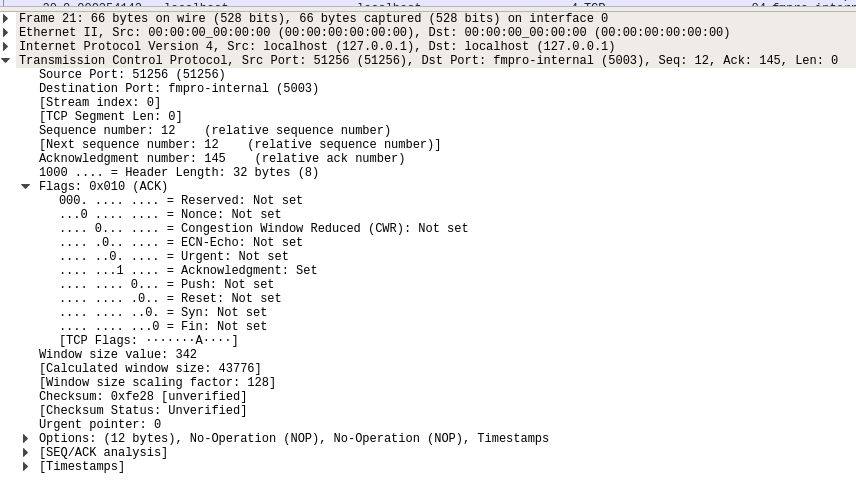 Frame 21: 66 bytes on wire (528 bits), 66 bytes captured (528 bits) on interface 0
Ethernet II, Src: 00:00:00_00:00:00 (00:00:00:00:00:00), Dst: 00:00:00_00:00:00 (00:00:00:00:00:00)
Internet Protocol Version 4, Src: localhost (127.0.0.1), Dst: localhost (127.0.0.1)
Transmission Control Protocol, Src Port: 51256 (51256), Dst Port: fmpro-internal (5003), Seq: 12, Ack: 145, Len: 0
Source Port: 51256 (51256)
Destination Port: fmpro-internal (5003)
[Stream index: 0]
[TCP Segment Len: 0]
Sequence number: 12    (relative sequence number)
[Next sequence number: 12    (relative sequence number)]
Acknowledgment number: 145    (relative ack number)
1000 .... = Header Length: 32 bytes (8)
Flags: 0x010 (ACK)
000. .... .... = Reserved: Not set
...0 .... .... = Nonce: Not set
.... 0... .... = Congestion Window Reduced (CWR): Not set
.... .0.. .... = ECN-Echo: Not set
.... ..0. .... = Urgent: Not set
.... ...1 .... = Acknowledgment: Set
.... .... 0... = Push: Not set
.... .... .0.. = Reset: Not set
.... .... ..0. = Syn: Not set
.... .... ...0 = Fin: Not set
[TCP Flags: ·······A····]
Window size value: 342
[Calculated window size: 43776]
[Window size scaling factor: 128]
Checksum: 0xfe28 [unverified]
[Checksum Status: Unverified]
Urgent pointer: 0
Options: (12 bytes), No-Operation (NOP), No-Operation (NOP), Timestamps
[SEQ/ACK analysis]
[Timestamps]